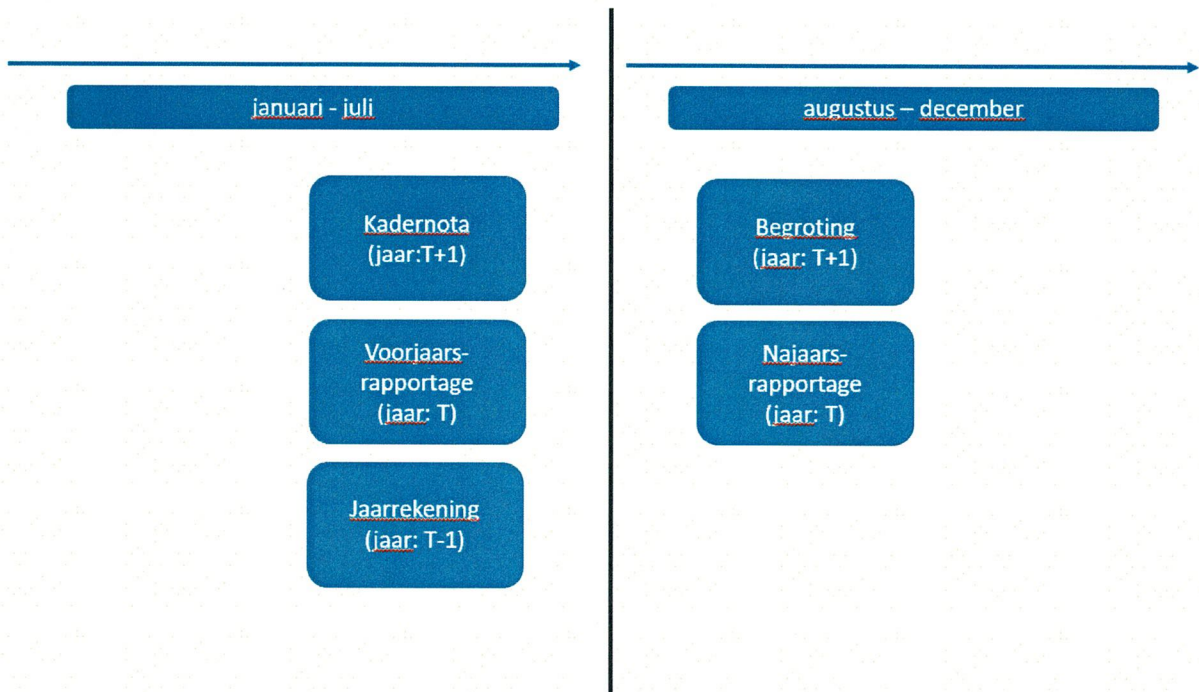 januari - juli
Kadernota
(jaar:T+1)
Voorjaars-
rapportage
(jaar: T)
Jaarrekening
(jaar: T-1)
augustus – december
Begroting
(jaar: T+1)
Najaars-
rapportage
(jaar: T)